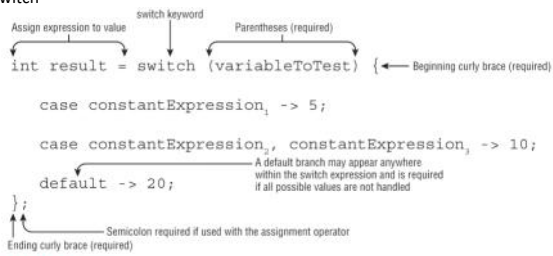 switch keyword
Assign expression to value
Parentheses (required)
int result = switch (variableToTest) {
Beginning curly brace (required)
case constantExpression₁ -> 5;
case constantExpression₂, constantExpression₃ -> 10;
A default branch may appear anywhere
within the switch expression and is required
if all possible values are not handled
default -> 20;
};
Semicolon required if used with the assignment operator
Ending curly brace (required)